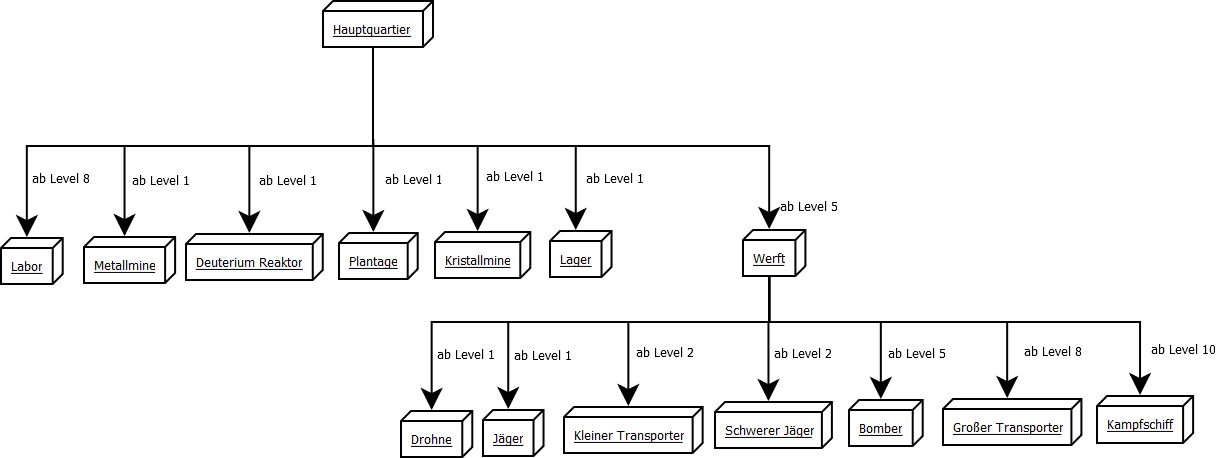 Hauptquartier
ab Level 8
ab Level 1
ab Level 1
ab Level 1
ab Level 1
ab Level 1
ab Level 5
Labor
Metallmine
Deuterium Reaktor
Plantage
Kristallmine
Lager
Werft
ab Level 1
ab Level 1
ab Level 2
ab Level 2
ab Level 5
ab Level 8
ab Level 10
Drohne
Jäger
Kleiner Transporter
Schwerer Jäger
Bomber
Großer Transporter
Kampfschiff